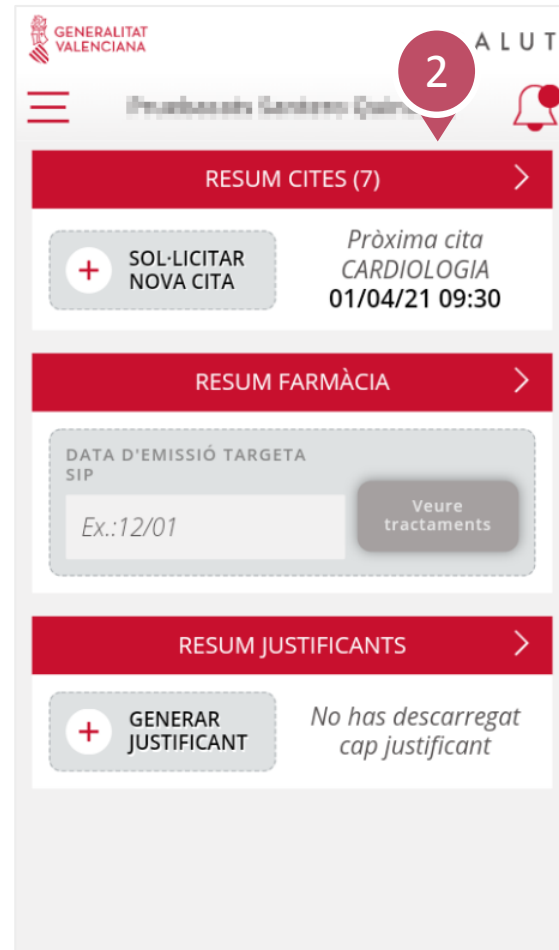 GENERALITAT
VALENCIANA
ALUT
2
RESUM CITES (7)
SOL·LICITAR
NOVA CITA
Pròxima cita
CARDIOLOGIA
01/04/21 09:30
RESUM FARMÀCIA
DATA D'EMISSIÓ TARGETA
SIP
Ex.:12/01
Veure
tractaments
RESUM JUSTIFICANTS
GENERAR
JUSTIFICANT
No has descarregat
cap justificant